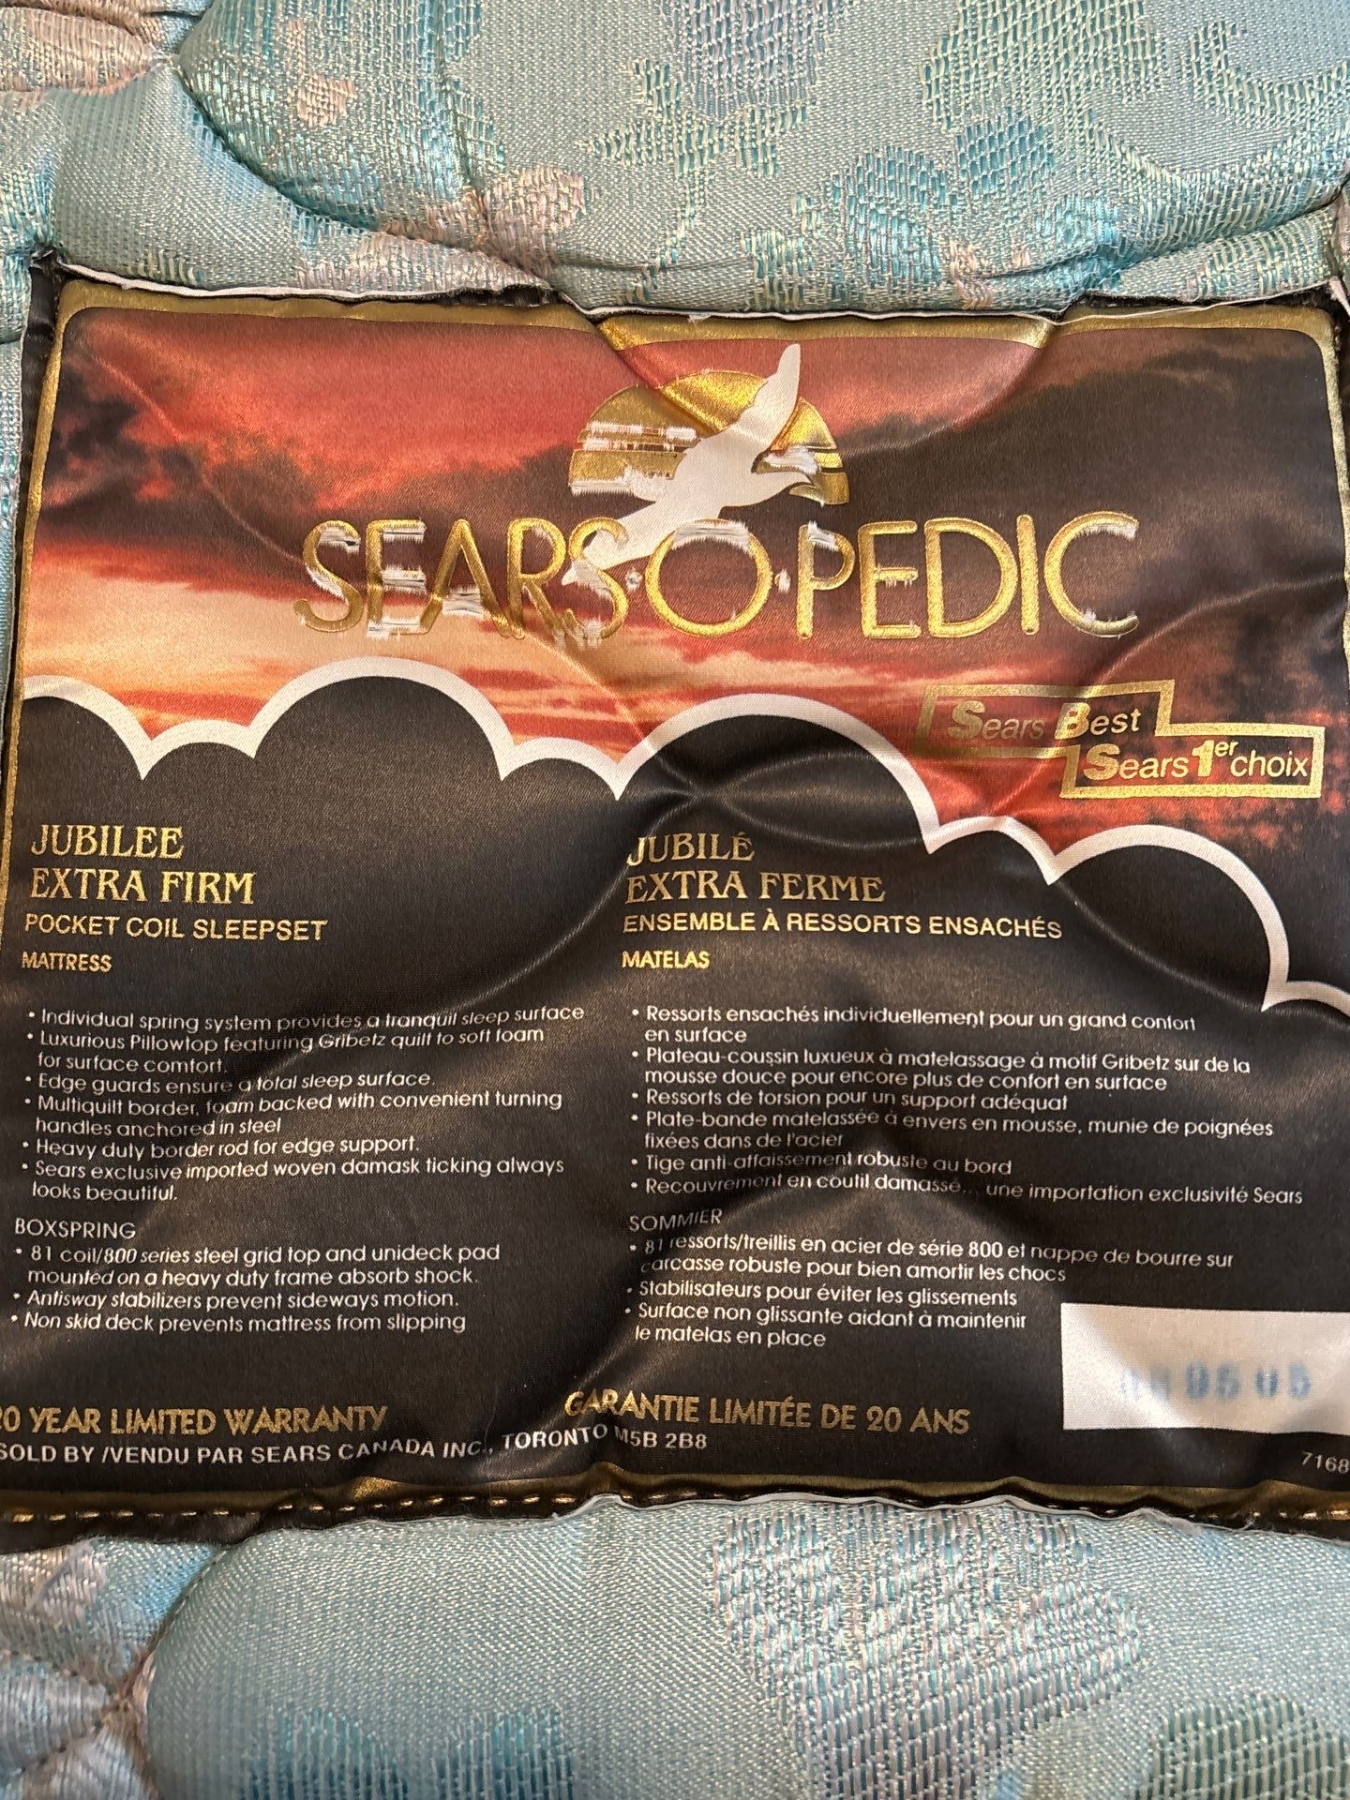 SEARS·O·PEDIC
Sears Best
Sears 1er choix
JUBILEE
EXTRA FIRM
POCKET COIL SLEEPSET
MATTRESS
• Individual spring system provides a tranquil sleep surface
• Luxurious Pillowtop featuring Gribetz quilt to soft foam
for surface comfort.
• Edge guards ensure a total sleep surface.
• Multiquilt border, foam backed with convenient turning
handles anchored in steel
• Heavy duty border rod for edge support.
• Sears exclusive imported woven damask ticking always
looks beautiful.
BOXSPRING
• 81 coil/800 series steel grid top and unideck pad
mounted on a heavy duty frame absorb shock.
• Antisway stabilizers prevent sideways motion.
• Non skid deck prevents mattress from slipping
JUBILÉ
EXTRA FERME
ENSEMBLE À RESSORTS ENSACHÉS
MATELAS
• Ressorts ensachés individuellement pour un grand confort
en surface
• Plateau-coussin luxueux à matelassage à motif Gribetz sur de la
mousse douce pour encore plus de confort en surface
• Ressorts de torsion pour un support adéquat
• Plate-bande matelassée à envers en mousse, munie de poignées
fixées dans de l'acier
• Tige anti-affaissement robuste au bord
• Recouvrement en coutil damassé... une importation exclusivité Sears
SOMMIER
• 81 ressorts/treillis en acier de série 800 et nappe de bourre sur
carcasse robuste pour bien amortir les chocs
• Stabilisateurs pour éviter les glissements
• Surface non glissante aidant à maintenir
le matelas en place
20 YEAR LIMITED WARRANTY
GARANTIE LIMITÉE DE 20 ANS
SOLD BY /VENDU PAR SEARS CANADA INC., TORONTO M5B 2B8
7168